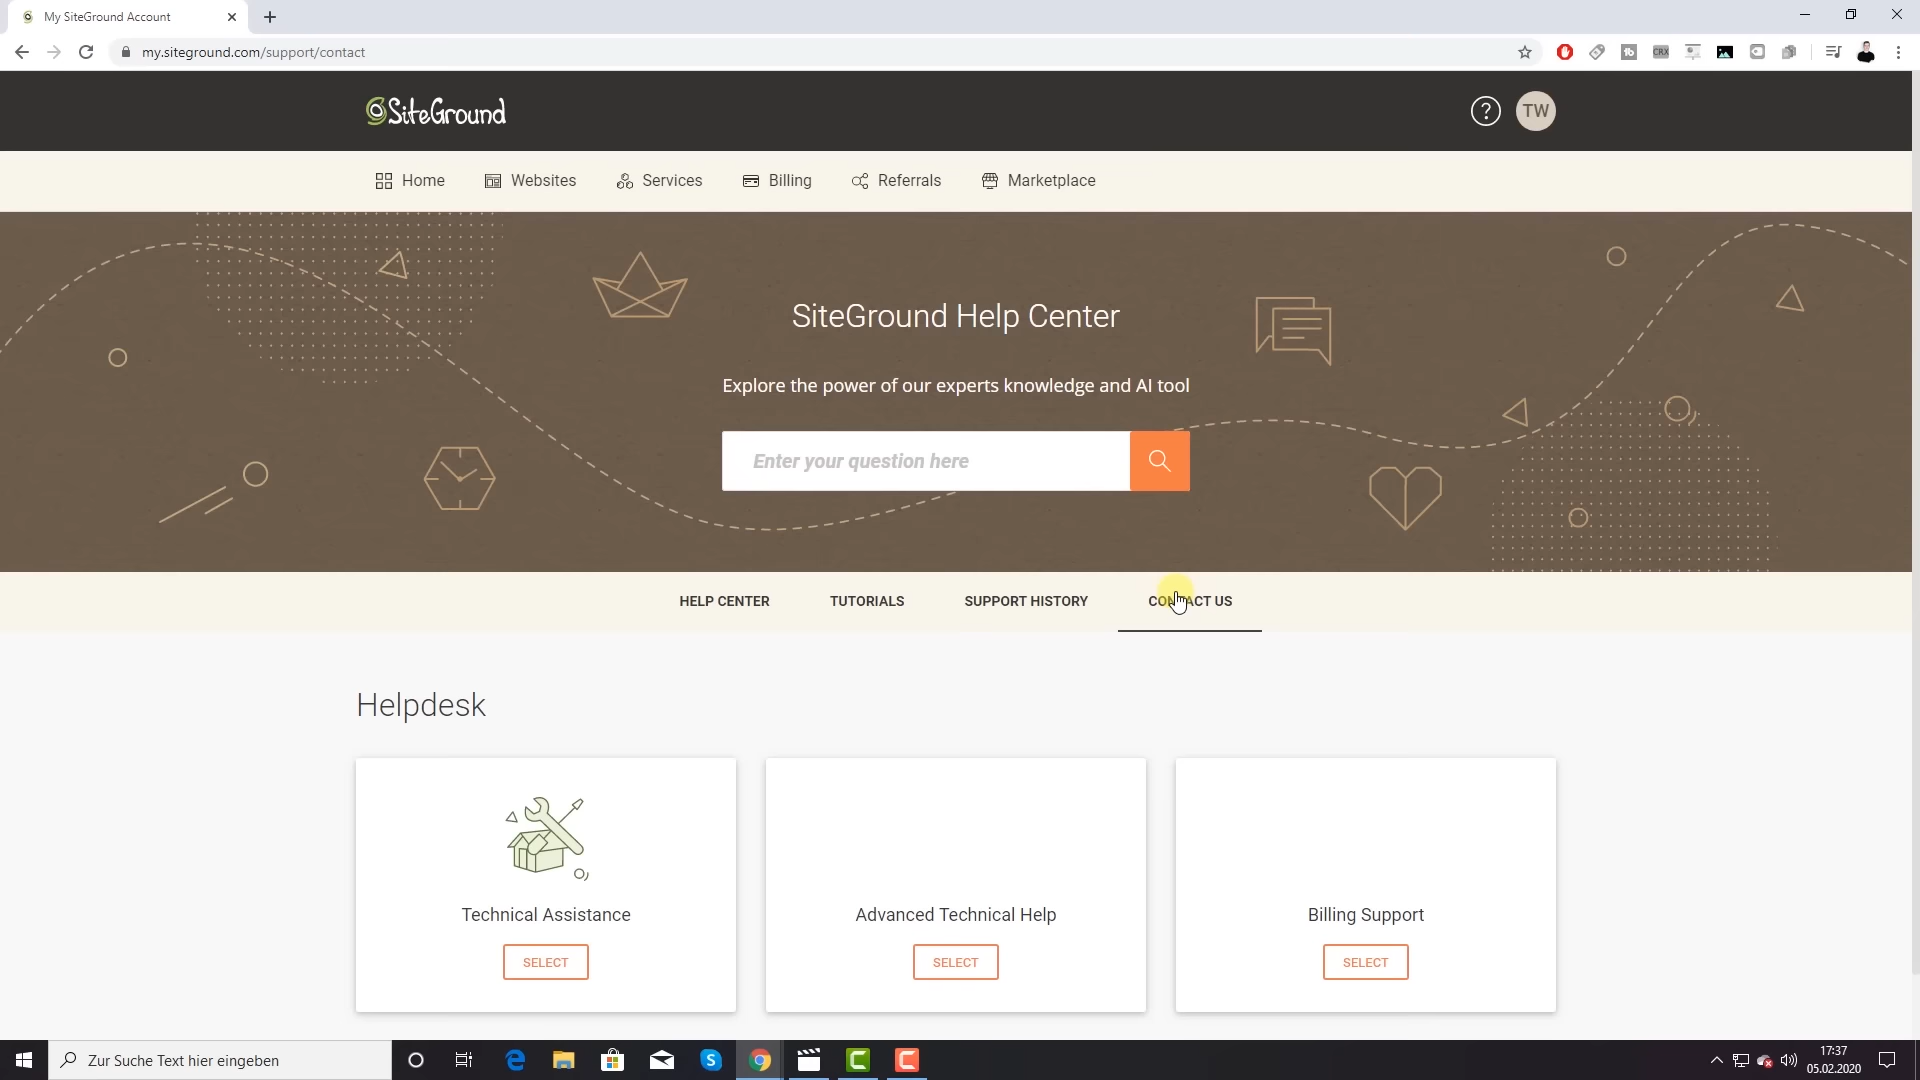 My SiteGround Account
my.siteground.com/support/contact
CRX
SiteGround
?
TW
Home
Websites
Services
Billing
Referrals
Marketplace
SiteGround Help Center
Explore the power of our experts knowledge and AI tool
Enter your question here
HELP CENTER
TUTORIALS
SUPPORT HISTORY
CONTACT US
Helpdesk
Technical Assistance
Advanced Technical Help
Billing Support
SELECT
SELECT
SELECT
Zur Suche Text hier eingeben
17:37
05.02.2020